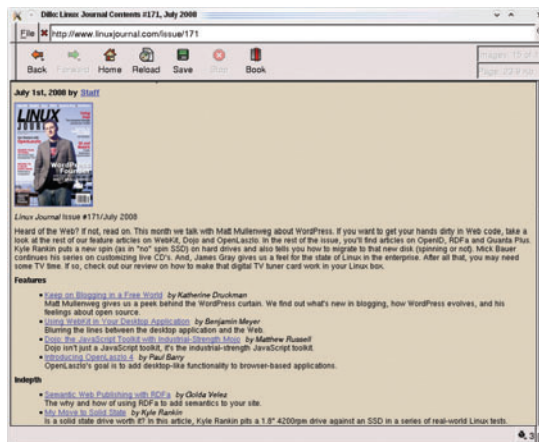 Dillo: Linux Journal Contents #171, July 2008
File http://www.linuxjournal.com/issue/171
Back Forward Home Reload Save Stop Book
July 1st, 2008 by Staff
LINUX
JOURNAL
WordPress
Founder
Linux Journal Issue #171/July 2008
Heard of the Web? If not, read on. This month we talk with Matt Mullenweg about WordPress. If you want to get your hands dirty in Web code, take a
look at the rest of our feature articles on WebKit, Dojo and OpenLaszlo. In the rest of the issue, you'll find articles on OpenID, RDFa and Quanta Plus.
Kyle Rankin puts a new spin (as in "no" spin SSD) on hard drives and also tells you how to migrate to that new disk (spinning or not). Mick Bauer
continues his series on customizing live CD's. And, James Gray gives us a feel for the state of Linux in the enterprise. After all that, you may need
some TV time. If so, check out our review on how to make that digital TV tuner card work in your Linux box.
Features
Keep on Blogging in a Free World by Katherine Druckman
Matt Mullenweg gives us a peek behind the WordPress curtain. We find out what's new in blogging, how WordPress evolves, and his
feelings about open source.
Using WebKit in Your Desktop Application by Benjamin Meyer
Blurring the lines between the desktop application and the Web.
Dojo: the JavaScript Toolkit with Industrial-Strength Mojo by Matthew Russell
Dojo isn't just a JavaScript toolkit, it's the industrial-strength JavaScript toolkit.
Introducing OpenLaszlo 4 by Paul Barry
OpenLaszlo's goal is to add desktop-like functionality to browser-based applications.
Indepth
Semantic Web Publishing with RDFa by Golda Velez
The why and how of using RDFa to add semantics to your site.
My Move to Solid State by Kyle Rankin
Is a solid state drive worth it? In this article, Kyle Rankin pits a 1.8" 4200rpm drive against an SSD in a series of real-world Linux tests.